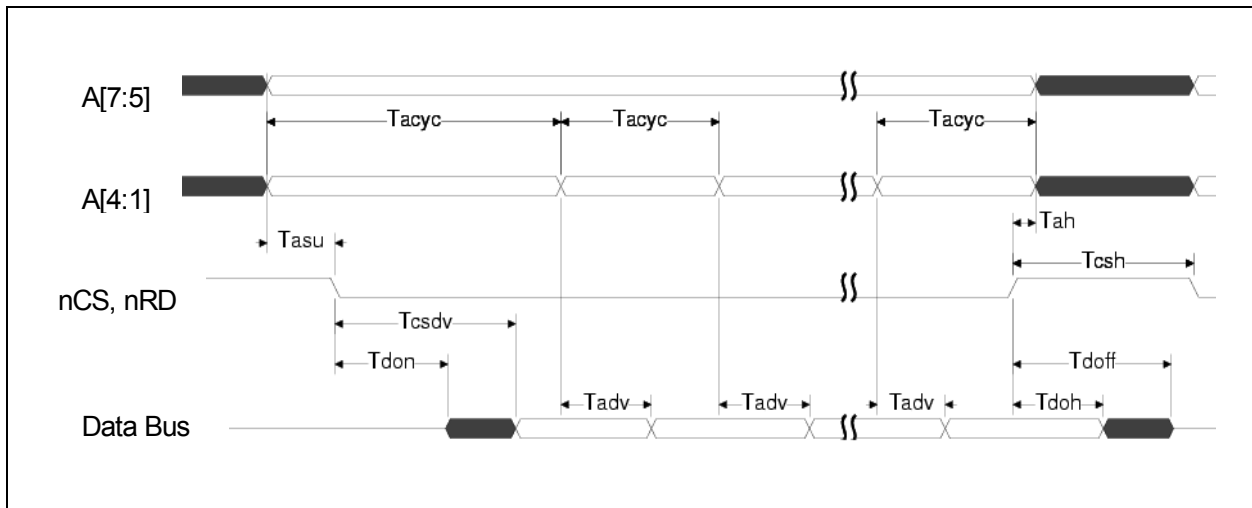 A[7:5]
Tacyc Tacyc Tacyc
A[4:1]
Tah
Tasu
Tcsh
nCS, nRD
Tcsdv
Tdon Tdoff
Tadv Tadv Tadv Tdoh
Data Bus